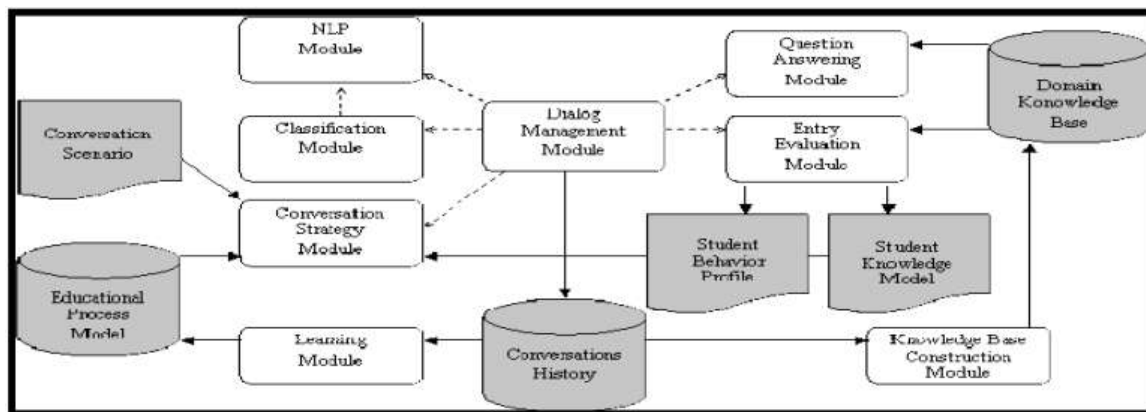 NLP
Module
Question
Answering
Module
Domain
Konowledge
Base
Conversation
Scenario
Classification
Module
Dialog
Management
Module
Entry
Evaluation
Module
Conversation
Strategy
Module
Student
Behavior
Profile
Student
Knowledge
Model
Educational
Process
Model
Learning
Module
Conversations
History
Knowledge Base
Construction
Module